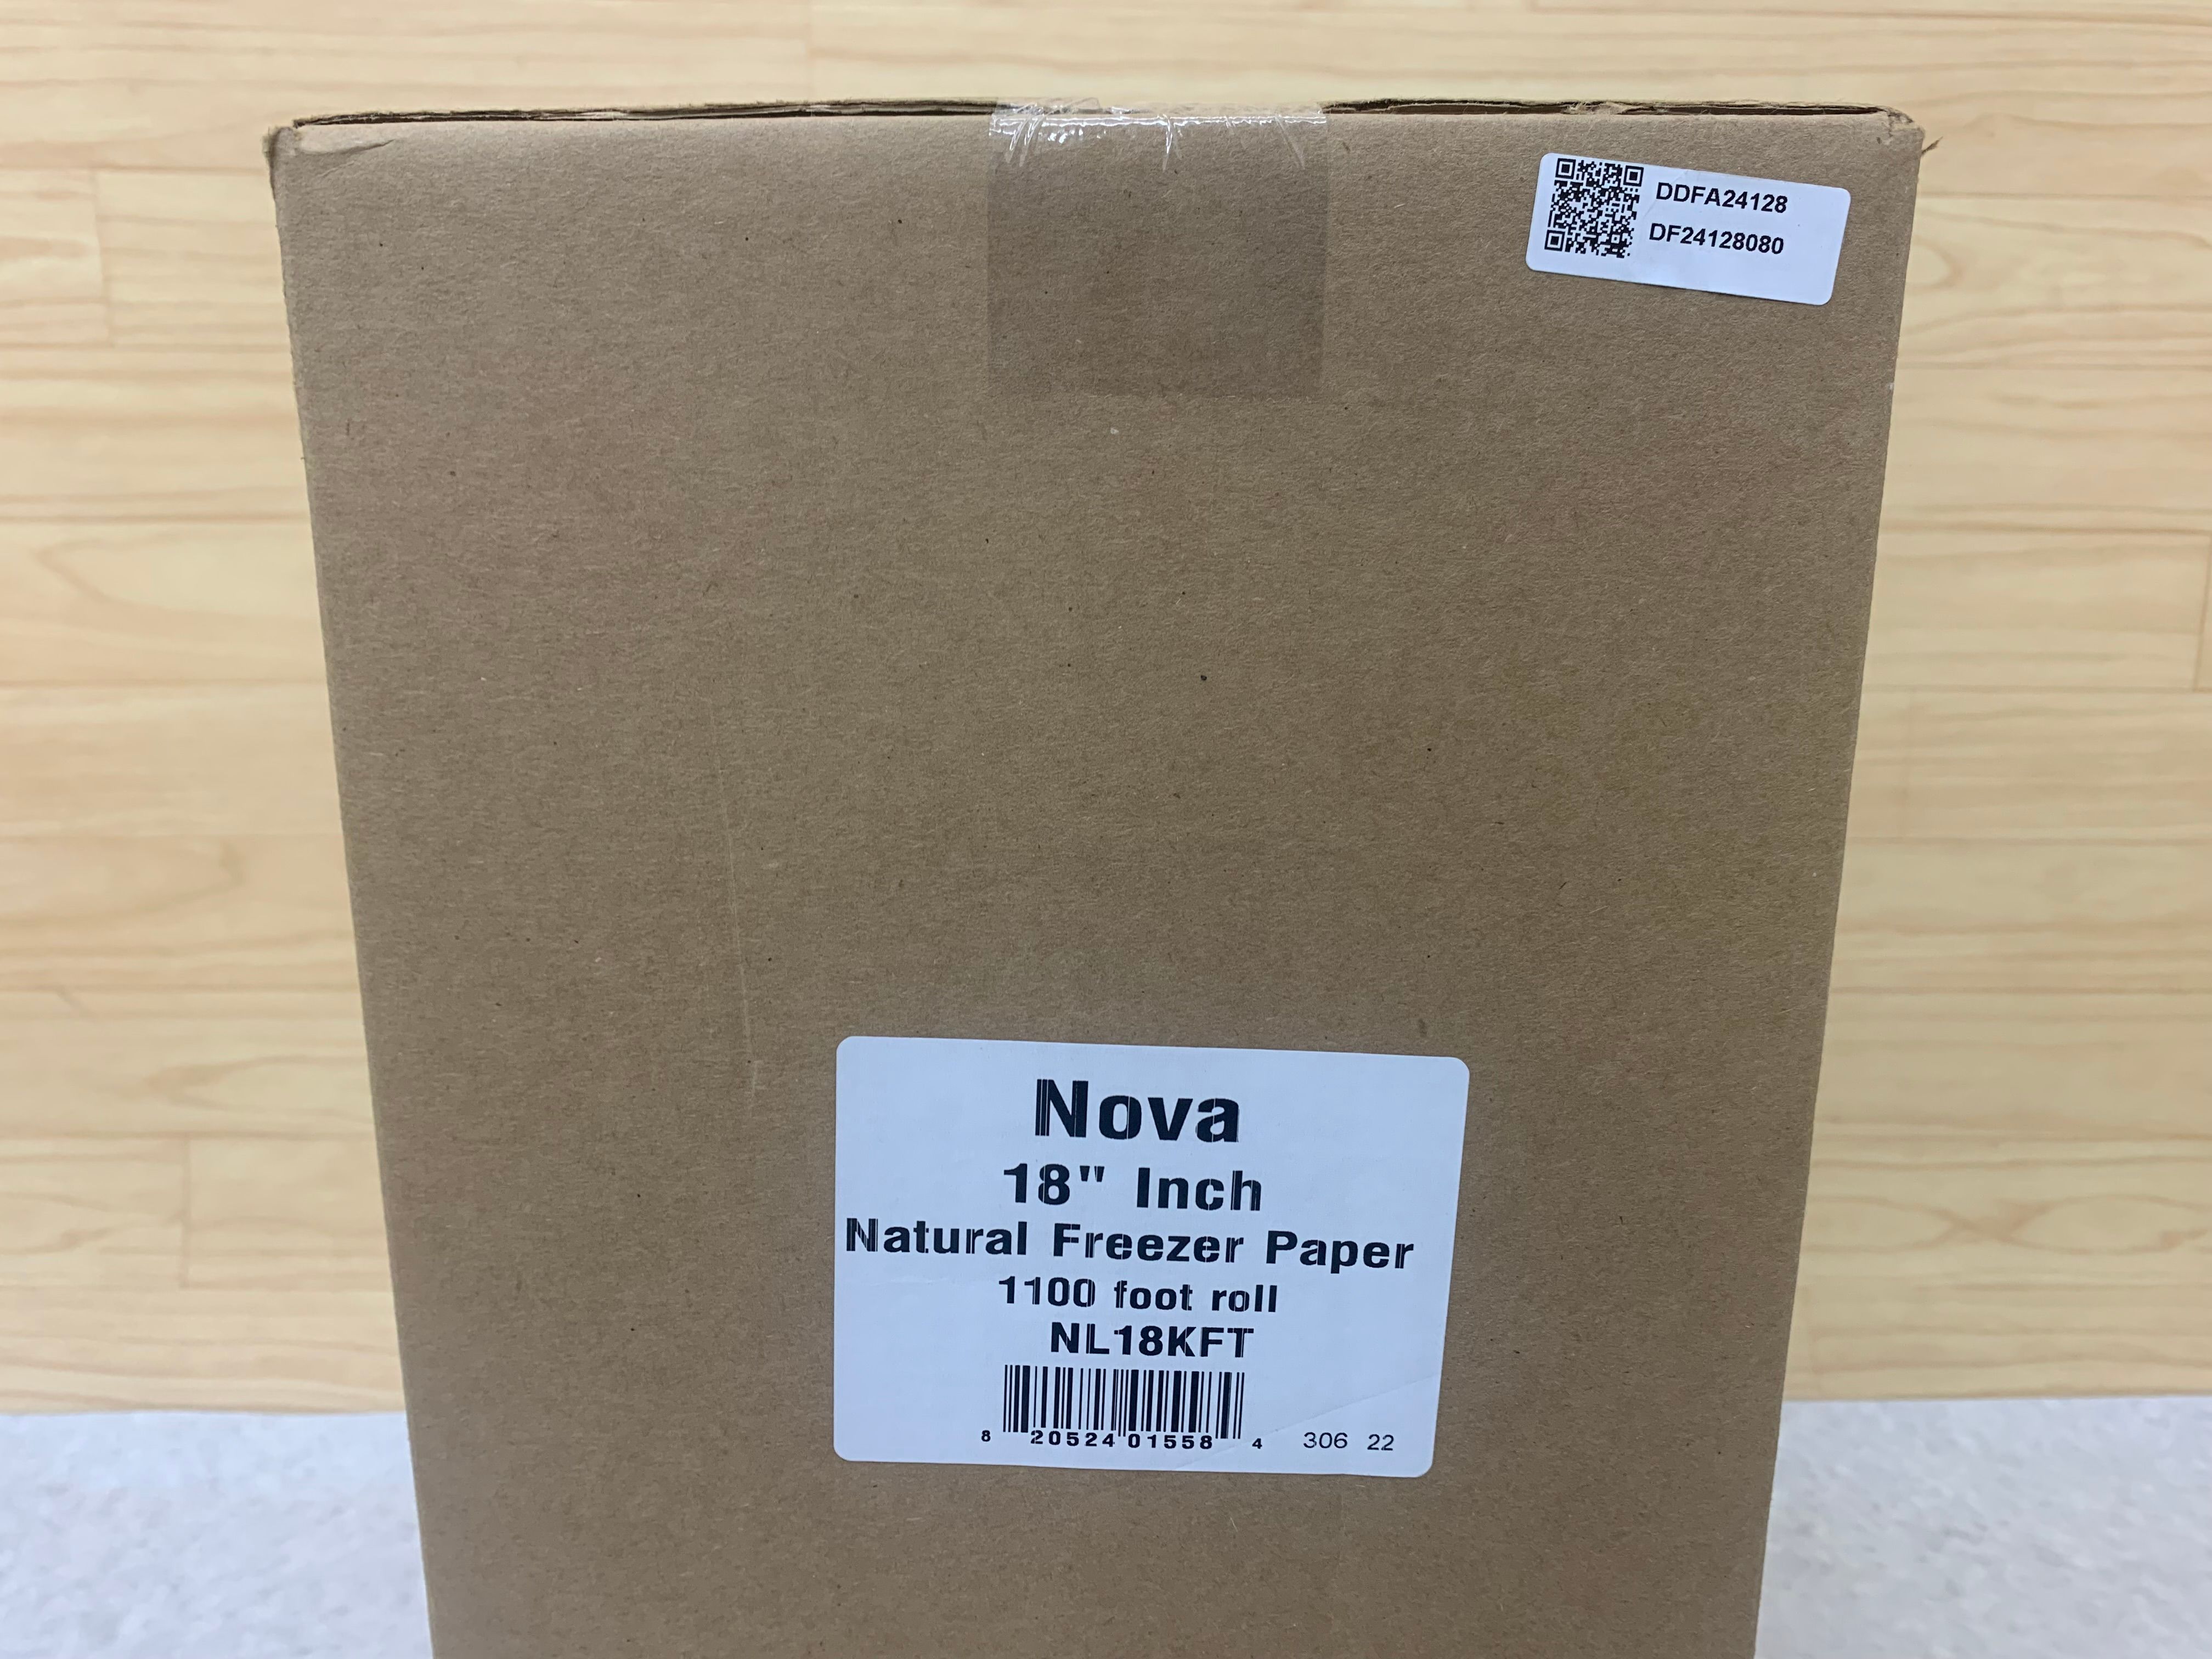 DDFA24128
DF24128080
Nova
18" Inch
Natural Freezer Paper
1100 foot roll
NL18KFT
8 20524 01558 4 306 22